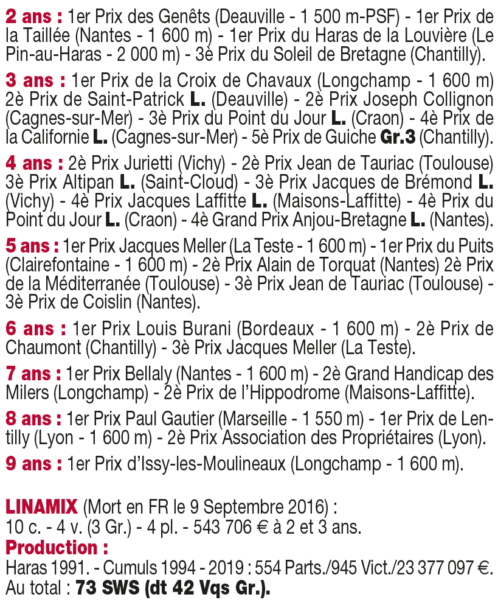 2 ans : 1er Prix des Genêts (Deauville - 1 500 m-PSF) - 1er Prix de
la Taillée (Nantes - 1 600 m) - 1er Prix du Haras de la Louvière (Le
Pin-au-Haras - 2 000 m) - 3è Prix du Soleil de Bretagne (Chantilly).
3 ans : 1er Prix de la Croix de Chavaux (Longchamp - 1 600 m)
2è Prix de Saint-Patrick L. (Deauville) - 2è Prix Joseph Collignon
(Cagnes-sur-Mer) - 3è Prix du Point du Jour L. (Craon) - 4è Prix de
la Californie L. (Cagnes-sur-Mer) - 5è Prix de Guiche Gr.3 (Chantilly).
4 ans : 2è Prix Jurietti (Vichy) - 2è Prix Jean de Tauriac (Toulouse)
3è Prix Altipan L. (Saint-Cloud) - 3è Prix Jacques de Brémond L.
(Vichy) - 4è Prix Jacques Laffitte L. (Maisons-Laffitte) - 4è Prix du
Point du Jour L. (Craon) - 4è Grand Prix Anjou-Bretagne L. (Nantes).
5 ans : 1er Prix Jacques Meller (La Teste - 1 600 m) - 1er Prix du Puits
(Clairefontaine - 1 600 m) - 2è Prix Alain de Torquat (Nantes) 2è Prix
de la Méditerranée (Toulouse) - 3è Prix Jean de Tauriac (Toulouse) -
3è Prix de Coislin (Nantes).
6 ans : 1er Prix Louis Burani (Bordeaux - 1 600 m) - 2è Prix de
Chaumont (Chantilly) - 3è Prix Jacques Meller (La Teste).
7 ans : 1er Prix Bellaly (Nantes - 1 600 m) - 2è Grand Handicap des
Milers (Longchamp) - 2è Prix de l'Hippodrome (Maisons-Laffitte).
8 ans : 1er Prix Paul Gautier (Marseille - 1 550 m) - 1er Prix de Len-
tilly (Lyon - 1 600 m) - 2è Prix Association des Propriétaires (Lyon).
9 ans : 1er Prix d'Issy-les-Moulineaux (Longchamp - 1 600 m).
LINAMIX (Mort en FR le 9 Septembre 2016) :
10 c. - 4 v. (3 Gr.) - 4 pl. - 543 706 € à 2 et 3 ans.
Production :
Haras 1991. - Cumuls 1994 - 2019 : 554 Parts./945 Vict./23 377 097 €.
Au total : 73 SWS (dt 42 Vqs Gr.).